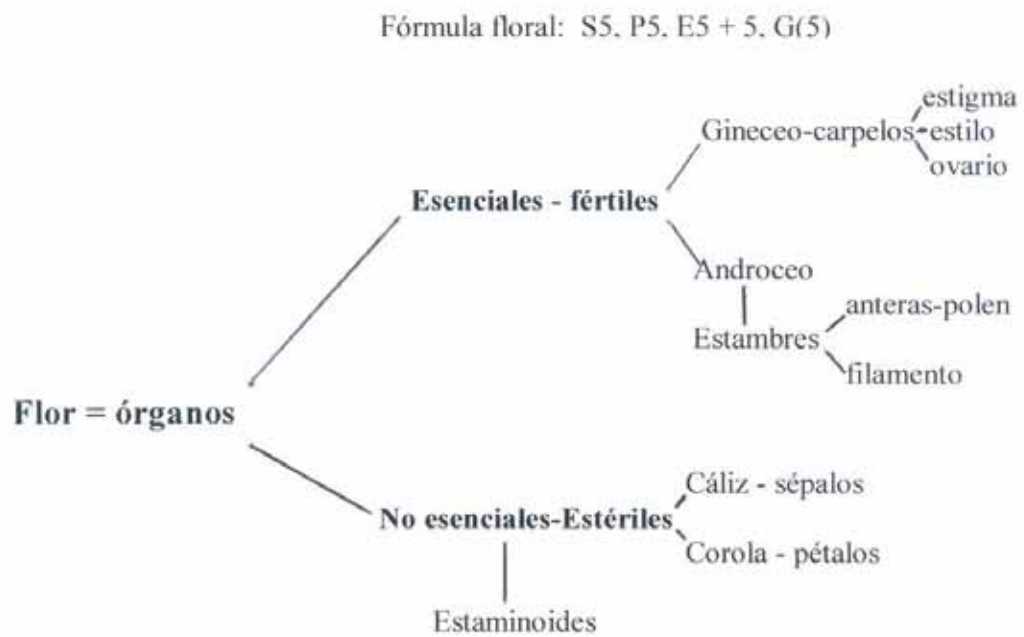 Fórmula floral: S5, P5, E5 + 5, G(5)
estigma
Gineceo-carpelos-estilo
ovario
Esenciales - fértiles
Androceo
anteras-polen
Estambres
filamento
Flor = órganos
Cáliz - sépalos
No esenciales-Estériles
Corola - pétalos
Estaminoides